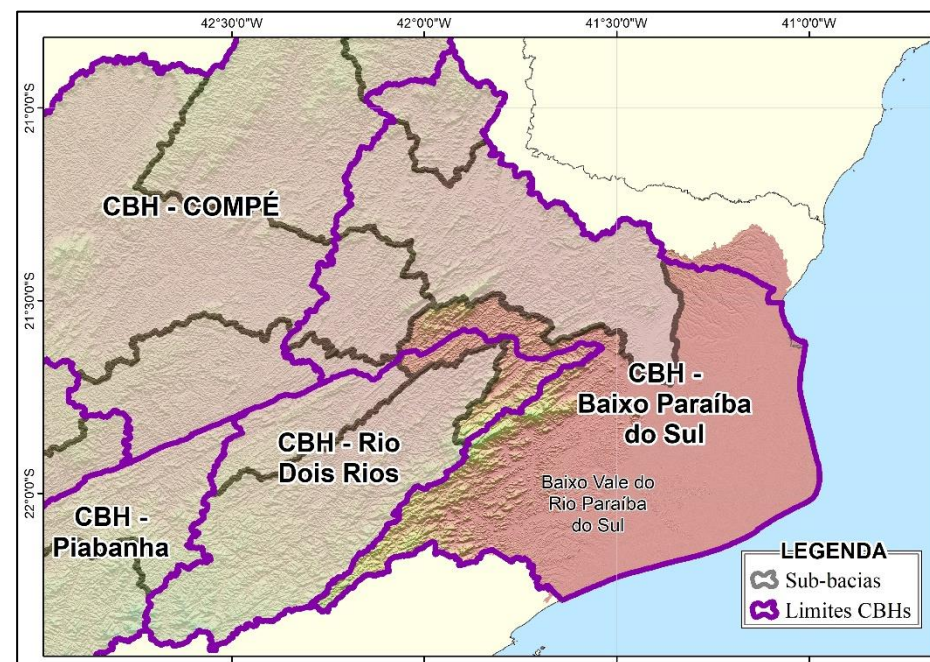 42°30'0"W
42°0'0"W
41°30'0"W
41°0'0"W
21°0'0"S
21°30'0"S
22°0'0"S
CBH - COMPÉ
CBH -
Baixo Paraíba
do Sul
CBH - Rio
Dois Rios
Baixo Vale do
Rio Paraíba
do Sul
CBH -
Piabanha
LEGENDA
Sub-bacias
Limites CBHs